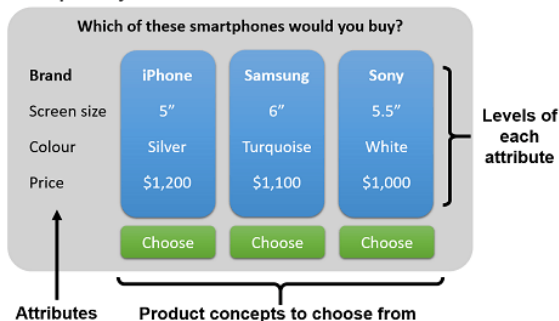 Which of these smartphones would you buy?
Brand iPhone Samsung Sony
Screen size 5” 6” 5.5”
Colour Silver Turquoise White
Price $1,200 $1,100 $1,000
Choose Choose Choose
Levels of
each
attribute
Attributes
Product concepts to choose from